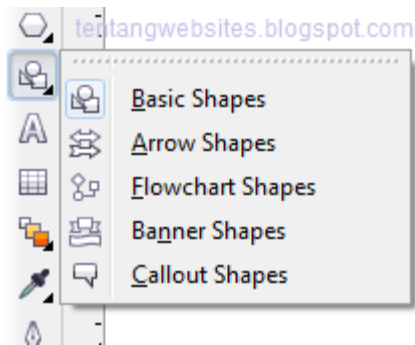 tentangwebsites.blogspot.com
Basic Shapes
Arrow Shapes
Flowchart Shapes
Banner Shapes
Callout Shapes